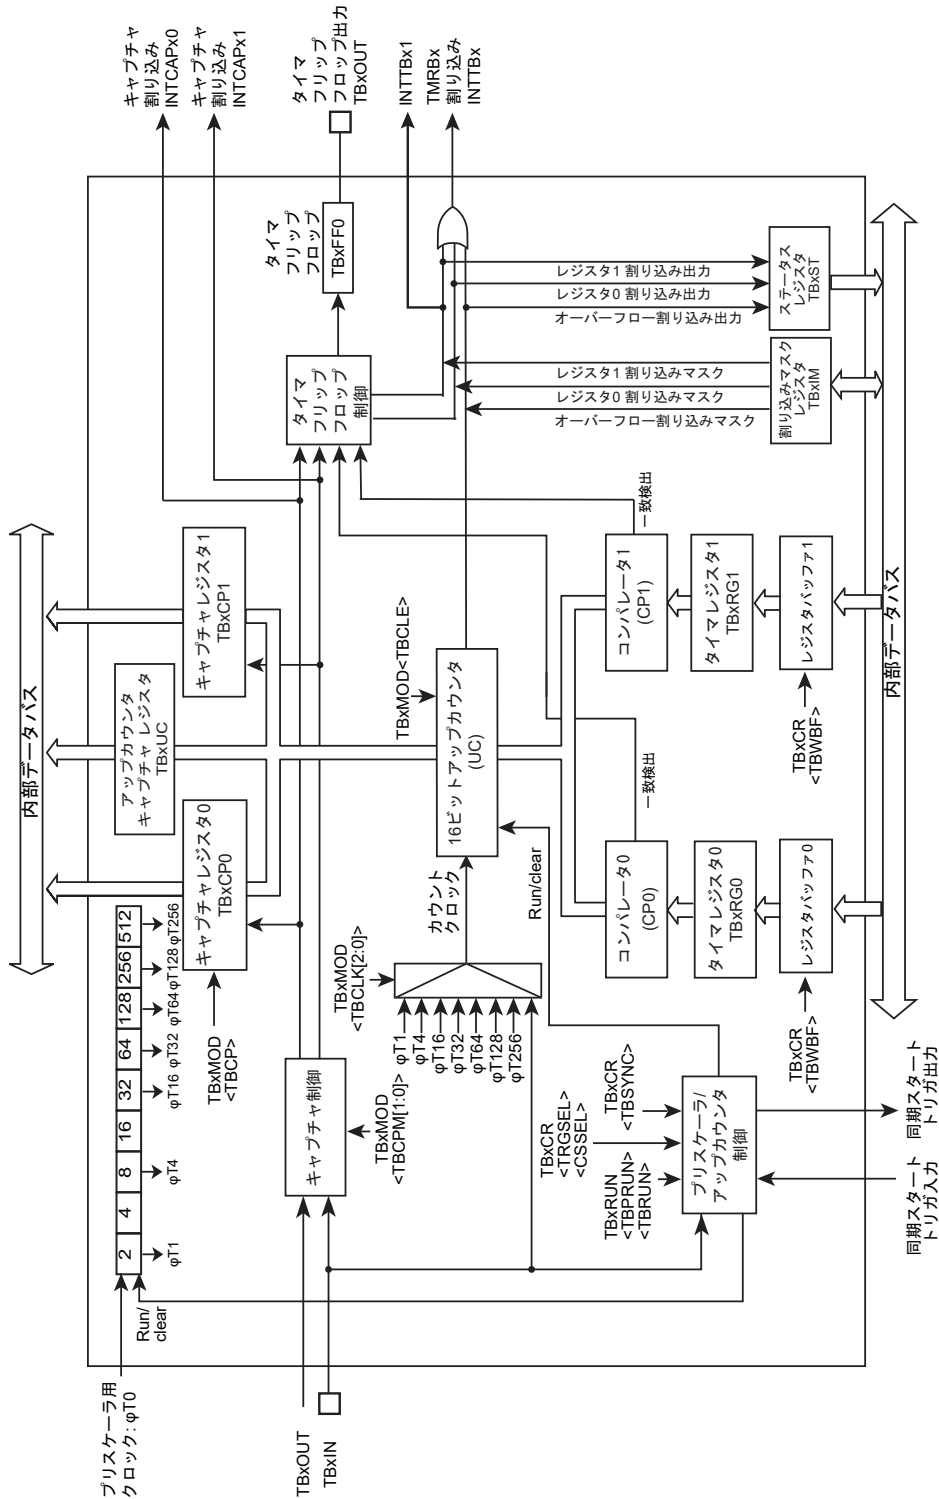 プリスケーラ用
クロック: φT0
Run/
clear
2
4
8
16
32
64
128
256
512
φT1
φT4
φT16
φT32
φT64
φT128
φT256
内部データバス
TBxOUT
TBxIN
キャプチャ制御
TBxMOD
<TBCPM[1:0]>
TBxMOD
<TBCP>
キャプチャレジスタ0
TBxCP0
アップカウンタ
キャプチャ レジスタ
TBxUC
キャプチャレジスタ1
TBxCP1
キャプチャ
割り込み
INTCAPx0
キャプチャ
割り込み
INTCAPx1
TBxMOD
<TBCLK[2:0]>
φT1
φT4
φT16
φT32
φT64
φT128
φT256
カウント
クロック
16ビットアップカウンタ
(UC)
TBxMOD<TBCLE>
Run/clear
タイマ
フリップ
フロップ
制御
タイマ
フリップ
フロップ
TBxFF0
タイマ
フリップ
フロップ出力
TBxOUT
INTTBx1
TMRBx
割り込み
INTTBx
レジスタ1 割り込み出力
レジスタ0 割り込み出力
オーバーフロー割り込み出力
レジスタ1 割り込みマスク
レジスタ0 割り込みマスク
オーバーフロー割り込みマスク
ステータス
レジスタ
TBxST
割り込みマスク
レジスタ
TBxIM
TBxRUN
<TBPRUN>
<TBRUN>
TBxCR
<TRGSEL>
<CSSEL>
TBxCR
<TBSYNC>
プリスケーラ/
アップカウンタ
制御
同期スタート
トリガ入力
同期スタート
トリガ出力
一致検出
コンパレータ0
(CP0)
タイマレジスタ0
TBxRG0
レジスタバッファ0
TBxCR
<TBWBF>
一致検出
コンパレータ1
(CP1)
タイマレジスタ1
TBxRG1
レジスタバッファ1
TBxCR
<TBWBF>
内部データバス